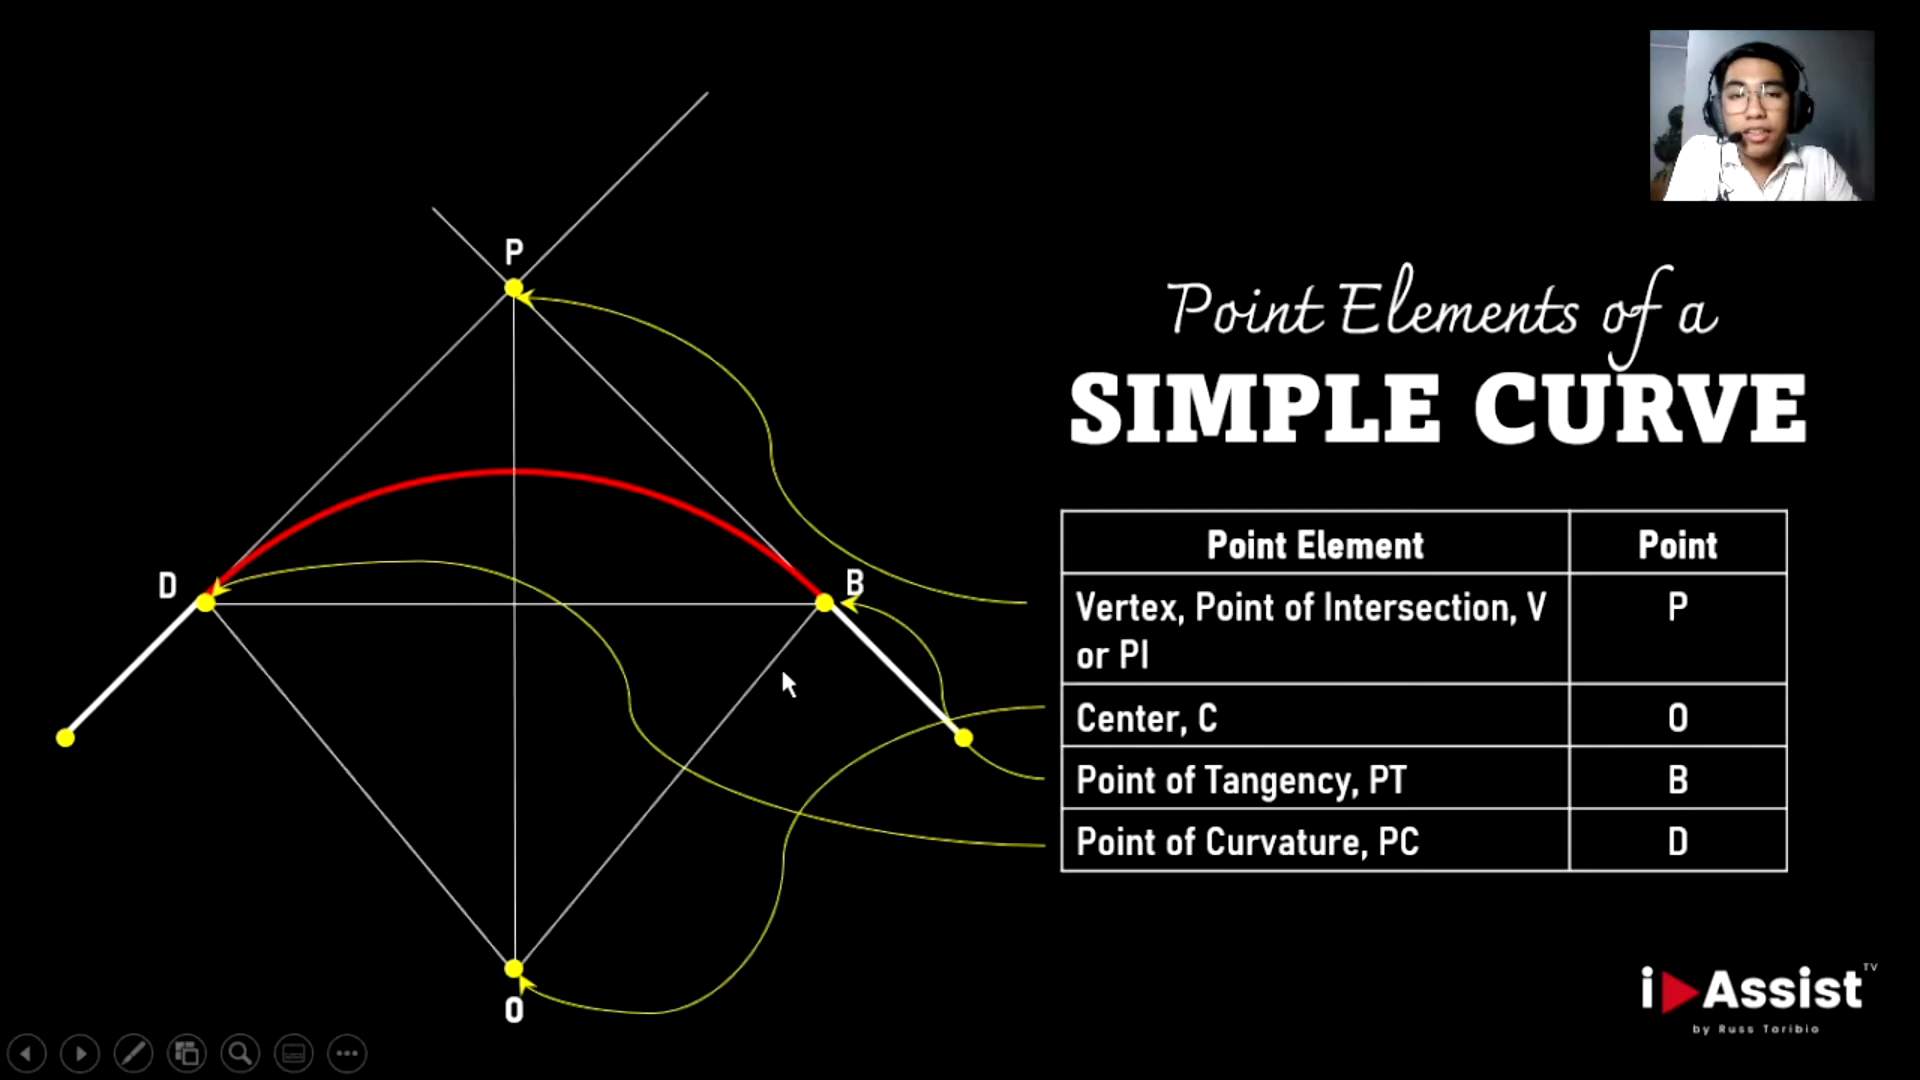 P
D
B
O
Point Elements of a
SIMPLE CURVE
Point Element Point
Vertex, Point of Intersection, V or PI P
Center, C O
Point of Tangency, PT B
Point of Curvature, PC D
i Assist TV
by Russ Toribio